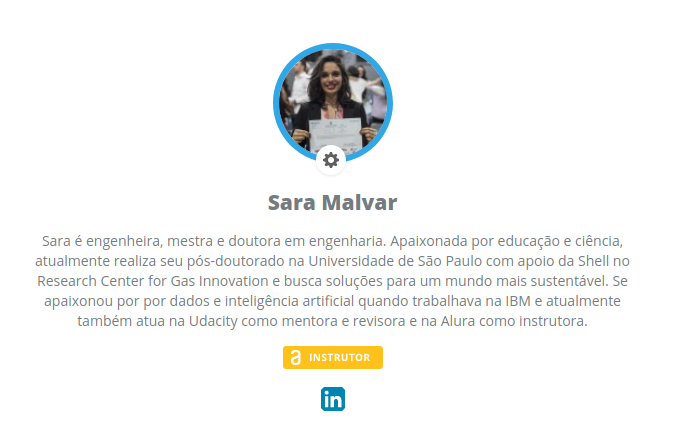 Sara Malvar
Sara é engenheira, mestra e doutora em engenharia. Apaixonada por educação e ciência,
atualmente realiza seu pós-doutorado na Universidade de São Paulo com apoio da Shell no
Research Center for Gas Innovation e busca soluções para um mundo mais sustentável. Se
apaixonou por por dados e inteligência artificial quando trabalhava na IBM e atualmente
também atua na Udacity como mentora e revisora e na Alura como instrutora.
a INSTRUTOR
in